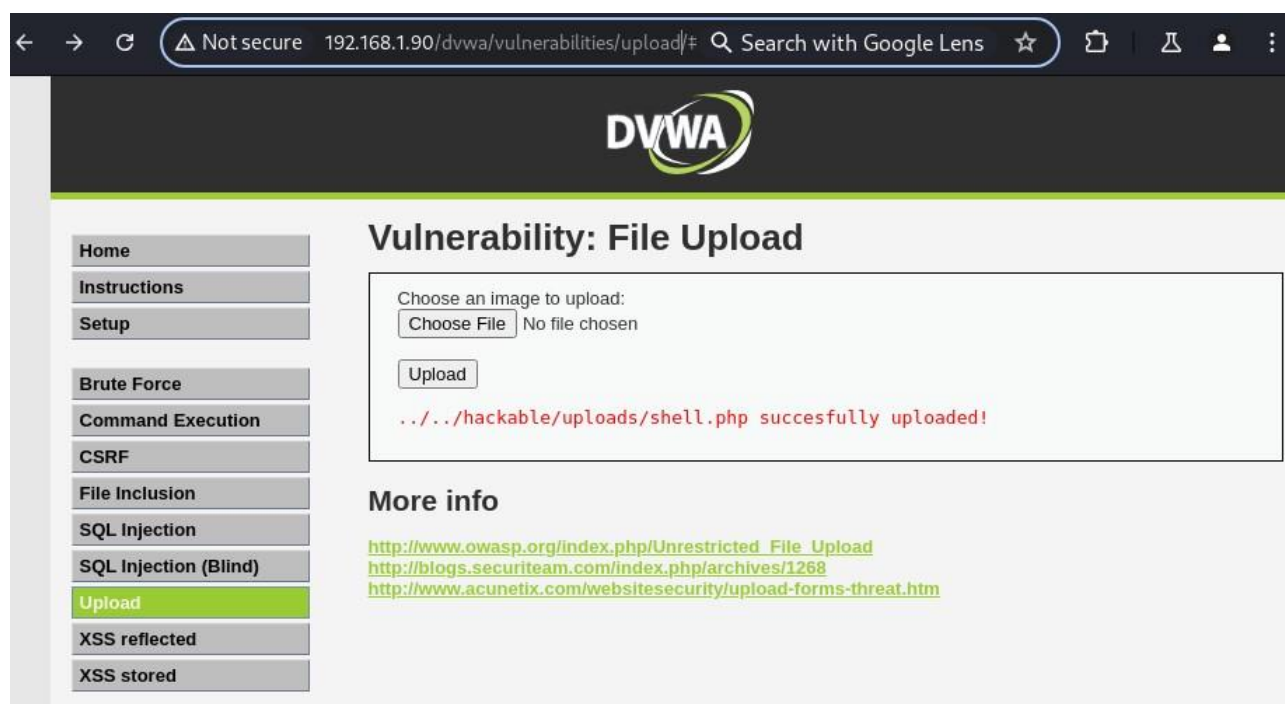 Not secure 192.168.1.90/dvwa/vulnerabilities/upload/ Search with Google Lens
DVWA
Home
Instructions
Setup
Brute Force
Command Execution
CSRF
File Inclusion
SQL Injection
SQL Injection (Blind)
Upload
XSS reflected
XSS stored
Vulnerability: File Upload
Choose an image to upload:
Choose File No file chosen
Upload
../../hackable/uploads/shell.php succesfully uploaded!
More info
http://www.owasp.org/index.php/Unrestricted_File_Upload
http://blogs.securiteam.com/index.php/archives/1268
http://www.acunetix.com/websitesecurity/upload-forms-threat.htm